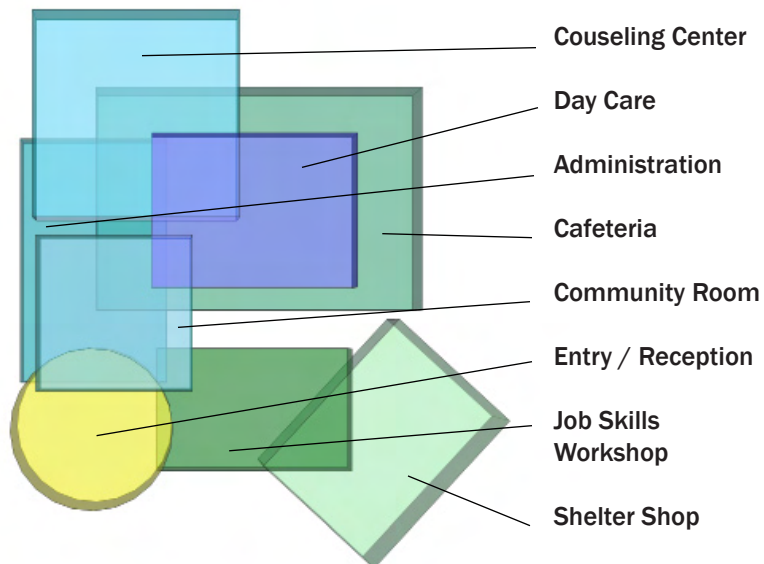 Couseling Center
Day Care
Administration
Cafeteria
Community Room
Entry / Reception
Job Skills
Workshop
Shelter Shop